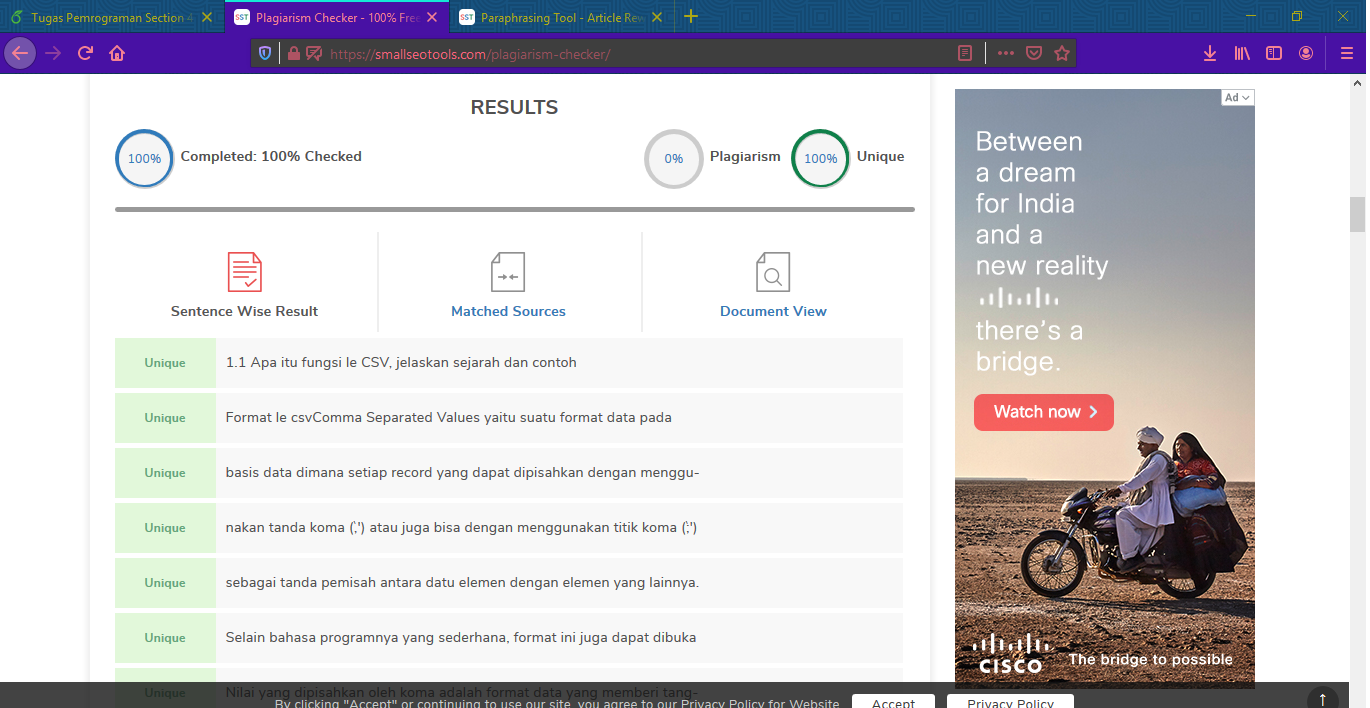 Tugas Pemrograman Section 4
Plagiarism Checker - 100% Free
Paraphrasing Tool - Article Rew
https://smallseotools.com/plagiarism-checker/
RESULTS
100%
Completed: 100% Checked
0%
Plagiarism
100%
Unique
Sentence Wise Result
Matched Sources
Document View
Unique
1.1 Apa itu fungsi le CSV, jelaskan sejarah dan contoh
Unique
Format le csvComma Separated Values yaitu suatu format data pada
Unique
basis data dimana setiap record yang dapat dipisahkan dengan menggu-
Unique
nakan tanda koma (',') atau juga bisa dengan menggunakan titik koma (';')
Unique
sebagai tanda pemisah antara datu elemen dengan elemen yang lainnya.
Unique
Selain bahasa programnya yang sederhana, format ini juga dapat dibuka
Unique
Nilai yang dipisahkan oleh koma adalah format data yang memberi tang-
By clicking "Accept" or continuing to use our site, you agree to our Privacy Policy for Website
Accept
Privacy Policy
Ad
Between
a dream
for India
and a
new reality
there's a
bridge.
Watch now
CISCO
The bridge to possible